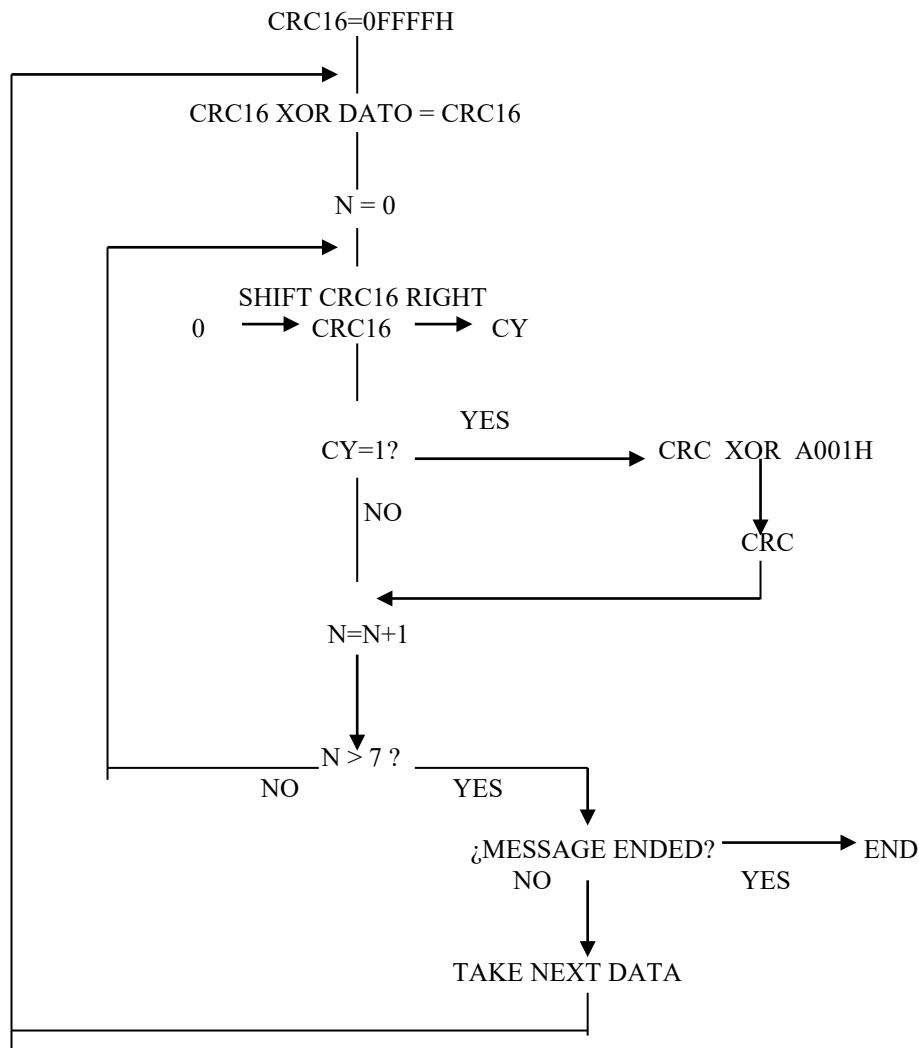 CRC16=0FFFFH
CRC16 XOR DATO = CRC16
N = 0
SHIFT CRC16 RIGHT
0 CRC16 CY
YES
CY=1? CRC XOR A001H
NO
CRC
N=N+1
N > 7 ?
NO YES
¿MESSAGE ENDED? END
NO YES
TAKE NEXT DATA